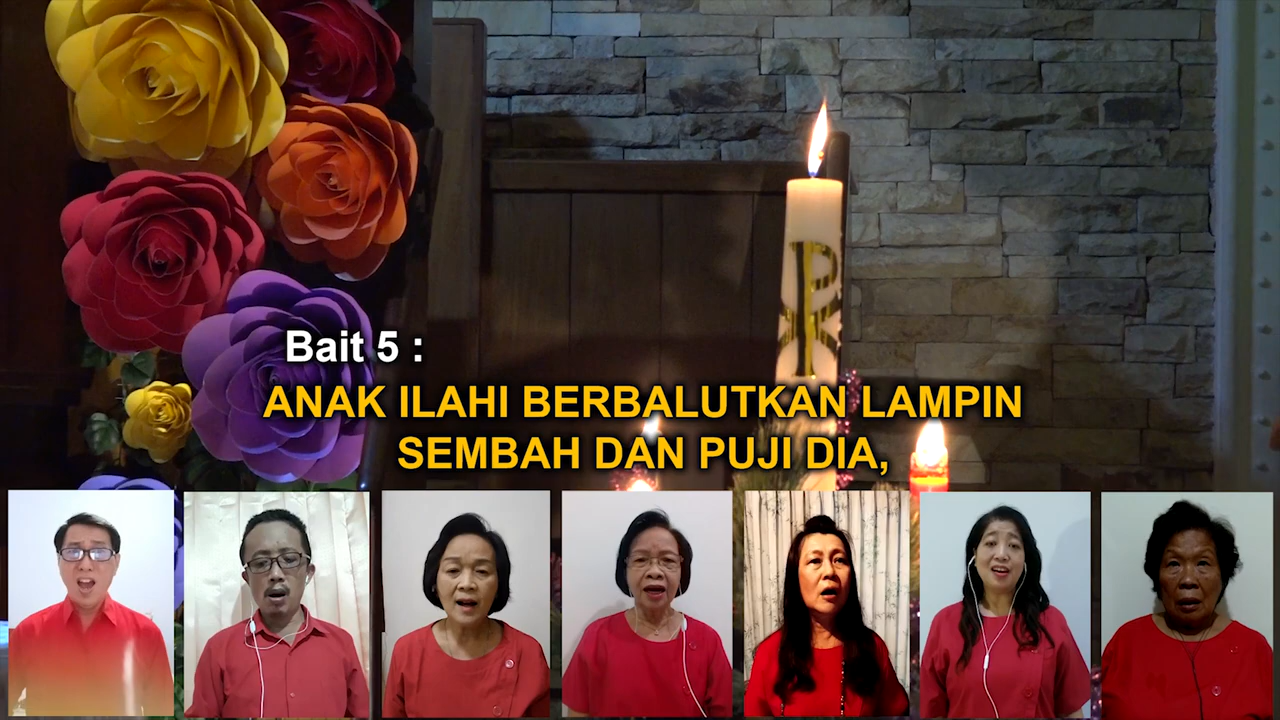 Bait 5 :
ANAK ILAHI BERBALUTKAN LAMPIN
SEMBAH DAN PUJI DIA,